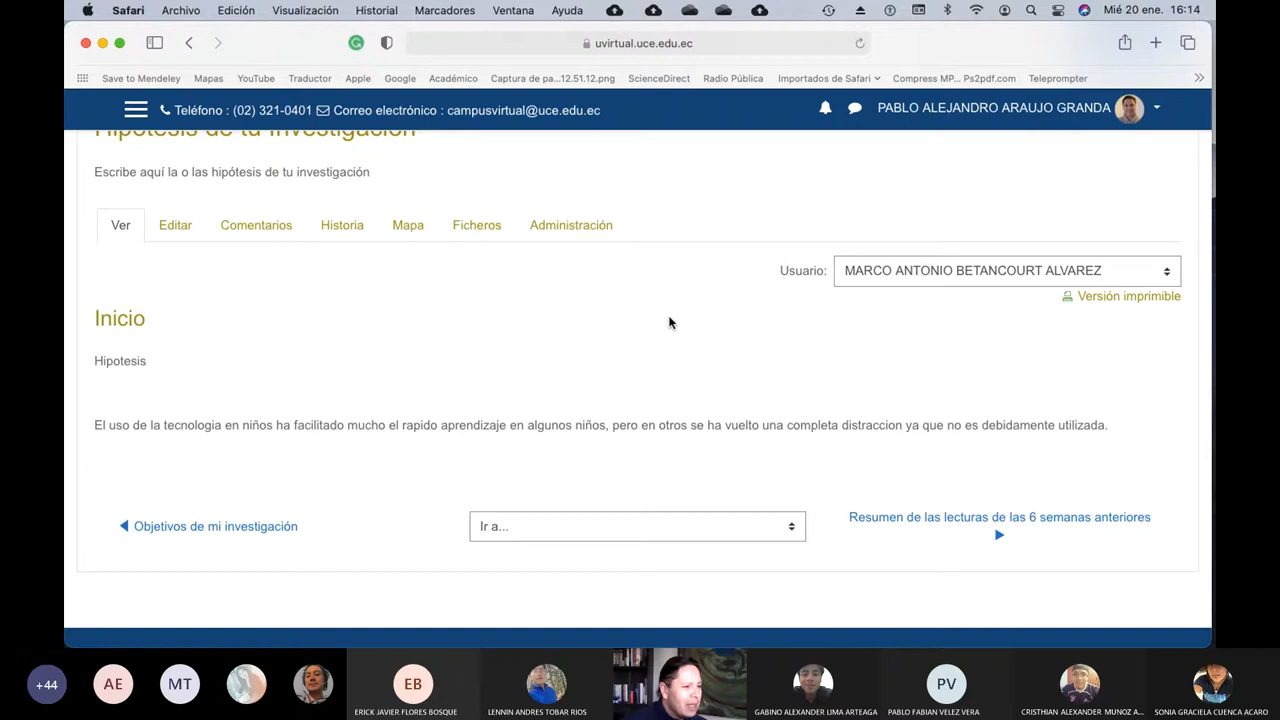 Safari Archivo Edición Visualización Historial Marcadores Ventana Ayuda Mié 20 ene. 16:14
uvirtual.uce.edu.ec
Save to Mendeley Mapas YouTube Traductor Apple Google Académico Captura de pa...12.51.12.png ScienceDirect Radio Pública Importados de Safari Compress MP... Ps2pdf.com Teleprompter
Teléfono : (02) 321-0401 Correo electrónico : campusvirtual@uce.edu.ec PABLO ALEJANDRO ARAUJO GRANDA
Hipótesis de tu Investigación
Escribe aquí la o las hipótesis de tu investigación
Ver Editar Comentarios Historia Mapa Ficheros Administración
Usuario: MARCO ANTONIO BETANCOURT ALVAREZ
Versión imprimible
Inicio
Hipotesis
El uso de la tecnologia en niños ha facilitado mucho el rapido aprendizaje en algunos niños, pero en otros se ha vuelto una completa distraccion ya que no es debidamente utilizada.
Objetivos de mi investigación Ir a... Resumen de las lecturas de las 6 semanas anteriores
+44 AE MT EB PV
ERICK JAVIER FLORES BOSQUE LENNIN ANDRES TOBAR RIOS GABINO ALEXANDER LIMA ARTEAGA PABLO FABIAN VELEZ VERA CRISTHIAN ALEXANDER MUNOZ A... SONIA GRACIELA CUENCA ACARO